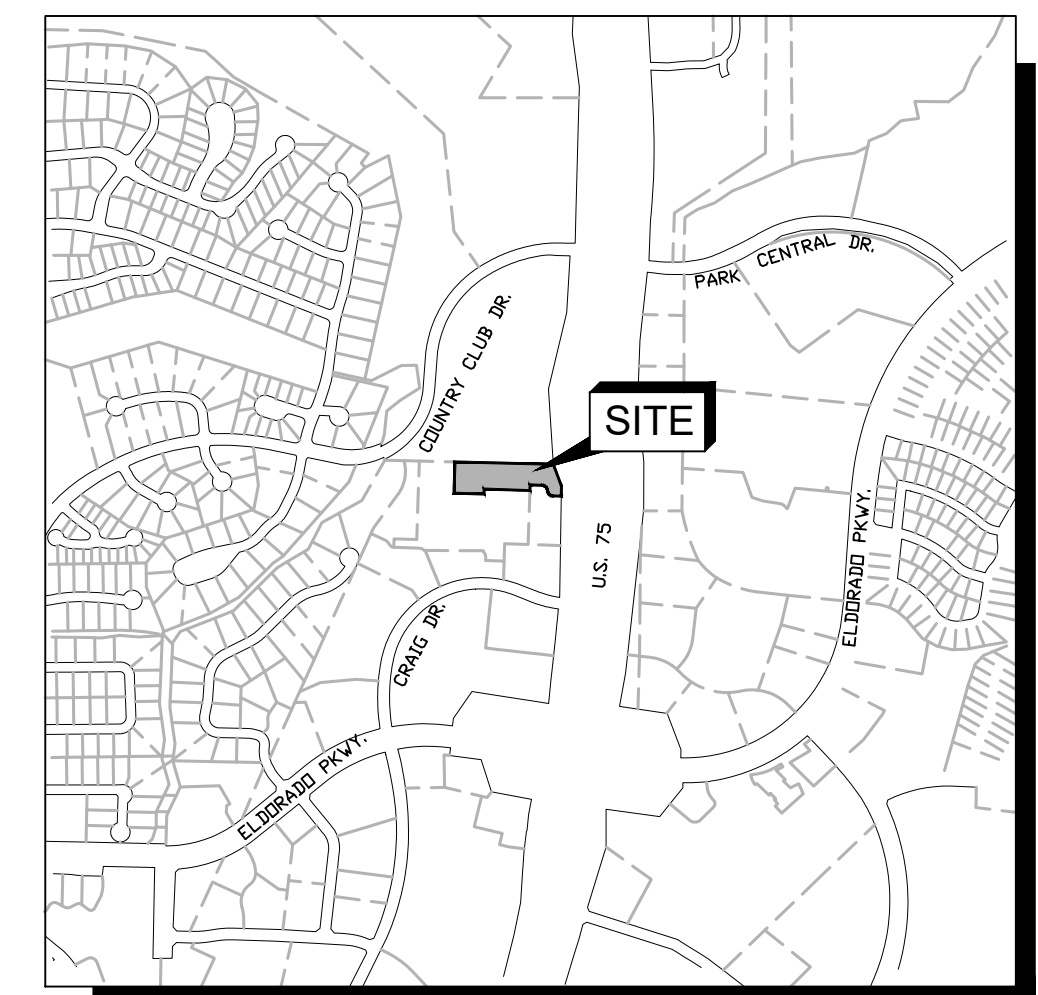 PARK CENTRAL DR.
COUNTRY CLUB DR.
SITE
U.S. 75
ELDORADO PKWY.
CRAIG DR.
ELDORADO PKWY.